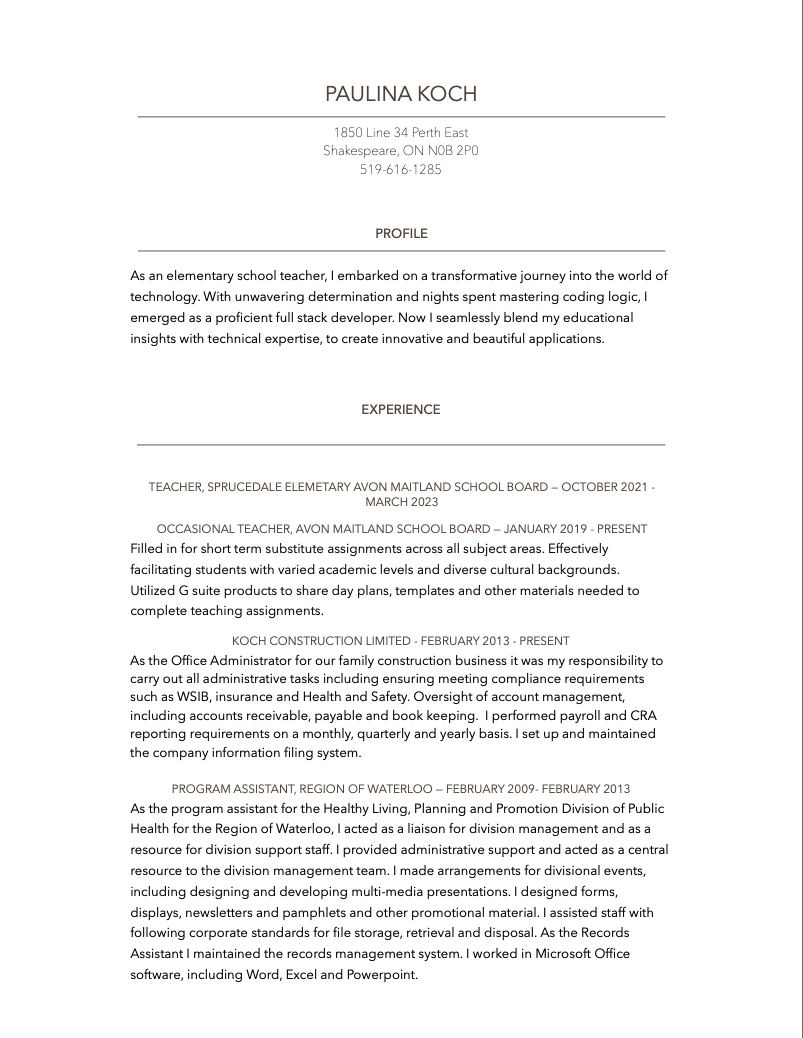 PAULINA KOCH
1850 Line 34 Perth East
Shakespeare, ON N0B 2P0
519-616-1285
PROFILE
As an elementary school teacher, I embarked on a transformative journey into the world of
technology. With unwavering determination and nights spent mastering coding logic, I
emerged as a proficient full stack developer. Now I seamlessly blend my educational
insights with technical expertise, to create innovative and beautiful applications.
EXPERIENCE
TEACHER, SPRUCEDALE ELEMETARY AVON MAITLAND SCHOOL BOARD — OCTOBER 2021 -
MARCH 2023
OCCASIONAL TEACHER, AVON MAITLAND SCHOOL BOARD — JANUARY 2019 - PRESENT
Filled in for short term substitute assignments across all subject areas. Effectively
facilitating students with varied academic levels and diverse cultural backgrounds.
Utilized G suite products to share day plans, templates and other materials needed to
complete teaching assignments.
KOCH CONSTRUCTION LIMITED - FEBRUARY 2013 - PRESENT
As the Office Administrator for our family construction business it was my responsibility to
carry out all administrative tasks including ensuring meeting compliance requirements
such as WSIB, insurance and Health and Safety. Oversight of account management,
including accounts receivable, payable and book keeping.  I performed payroll and CRA
reporting requirements on a monthly, quarterly and yearly basis. I set up and maintained
the company information filing system.
PROGRAM ASSISTANT, REGION OF WATERLOO — FEBRUARY 2009- FEBRUARY 2013
As the program assistant for the Healthy Living, Planning and Promotion Division of Public
Health for the Region of Waterloo, I acted as a liaison for division management and as a
resource for division support staff. I provided administrative support and acted as a central
resource to the division management team. I made arrangements for divisional events,
including designing and developing multi-media presentations. I designed forms,
displays, newsletters and pamphlets and other promotional material. I assisted staff with
following corporate standards for file storage, retrieval and disposal. As the Records
Assistant I maintained the records management system. I worked in Microsoft Office
software, including Word, Excel and Powerpoint.